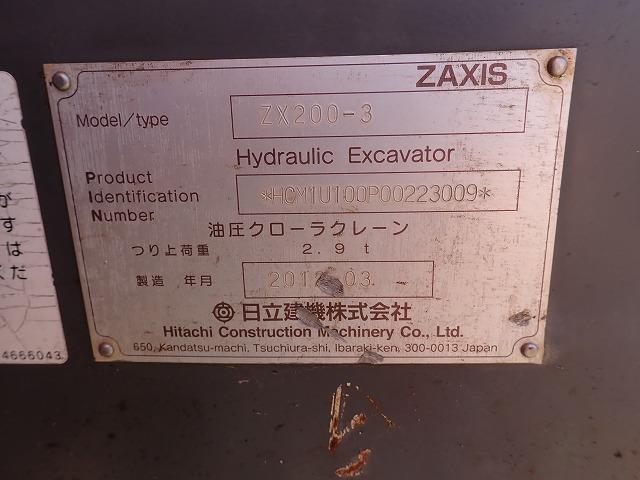 ZAXIS
Model/type ZX200-3
Hydraulic Excavator
Product Identification Number *HCM1U100P00223009*
油圧クローラクレーン
つり上荷重 2.9 t
製造 年月 2012.03.
日立建機株式会社
Hitachi Construction Machinery Co., Ltd.
650, Kandatsu-machi, Tsuchiura-shi, Ibaraki-ken, 300-0013 Japan
が
す
は
だ
4666043